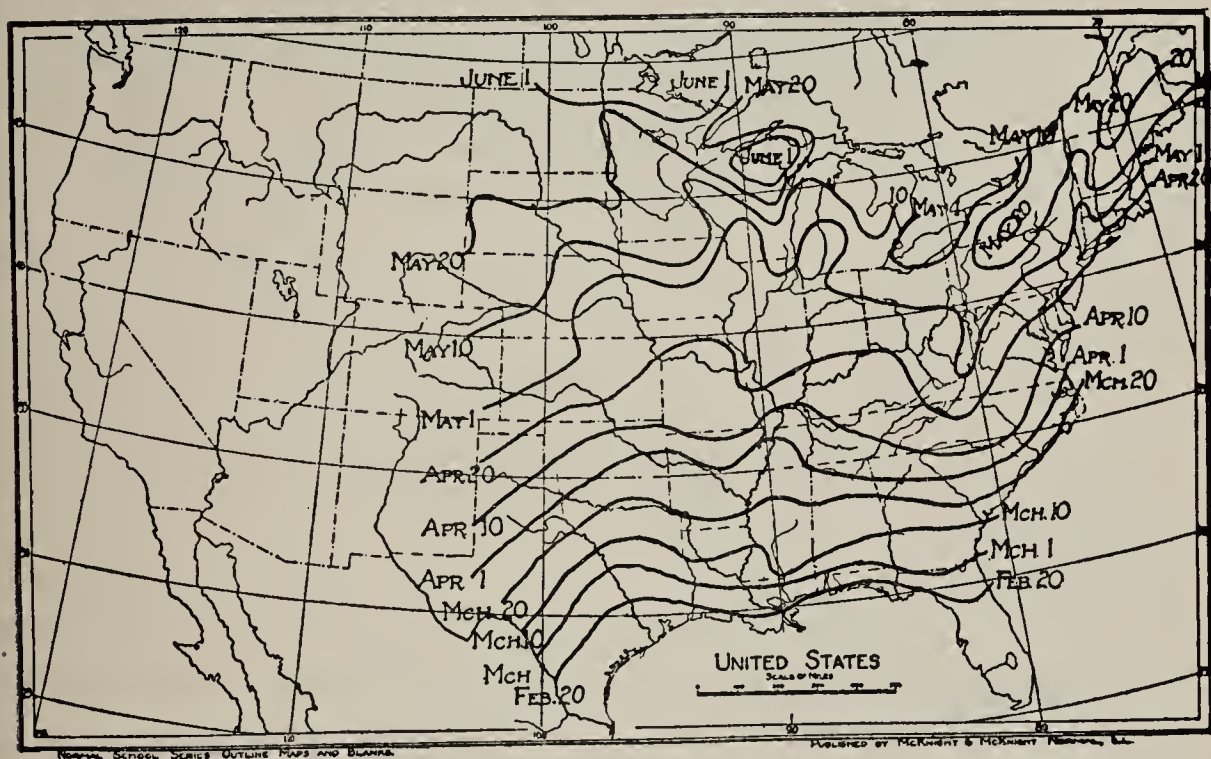 120
110
100
90
80
70
20
JUNE 1
JUNE 1
MAY 20
MAY 20
MAY 10
MAY 1
APR 20
10
MAY 1
MAY 20
MAY 20
APR 10
MAY 10
APR. 1
MCH. 20
MAY 1
APR 20
APR 10
MCH. 10
APR 1
MCH 1
FEB. 20
MCH. 20
MCH. 10
MCH
FEB. 20
UNITED STATES
SCALE OF MILES
110
100
90
80
NORMAL SCHOOL SERIES OUTLINE MAPS AND BLANKS
PUBLISHED BY MCKNIGHT & MCKNIGHT NORMAL, ILL.